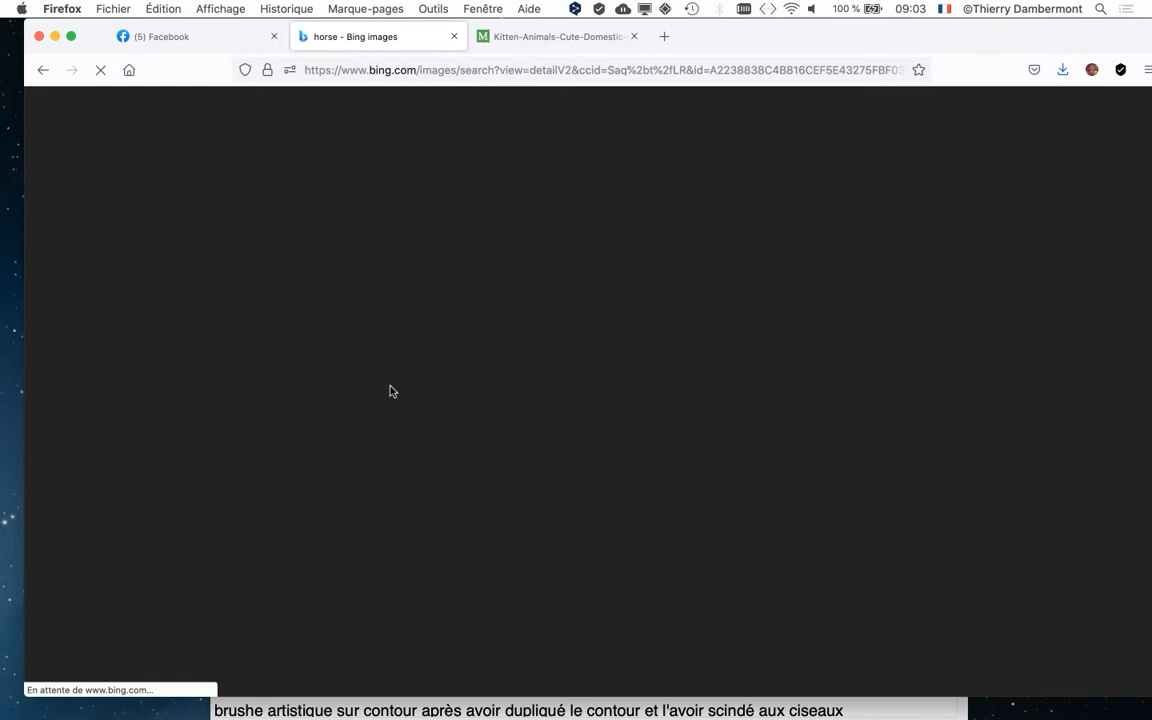 Firefox Fichier Édition Affichage Historique Marque-pages Outils Fenêtre Aide 100 % 09:03 ©Thierry Dambermont
(5) Facebook horse - Bing images Kitten-Animals-Cute-Domestic-
https://www.bing.com/images/search?view=detailV2&ccid=Saq%2bt%2fLR&id=A2238838C4B816CEF5E43275FBF03
En attente de www.bing.com...
brushe artistique sur contour après avoir dupliqué le contour et l'avoir scindé aux ciseaux